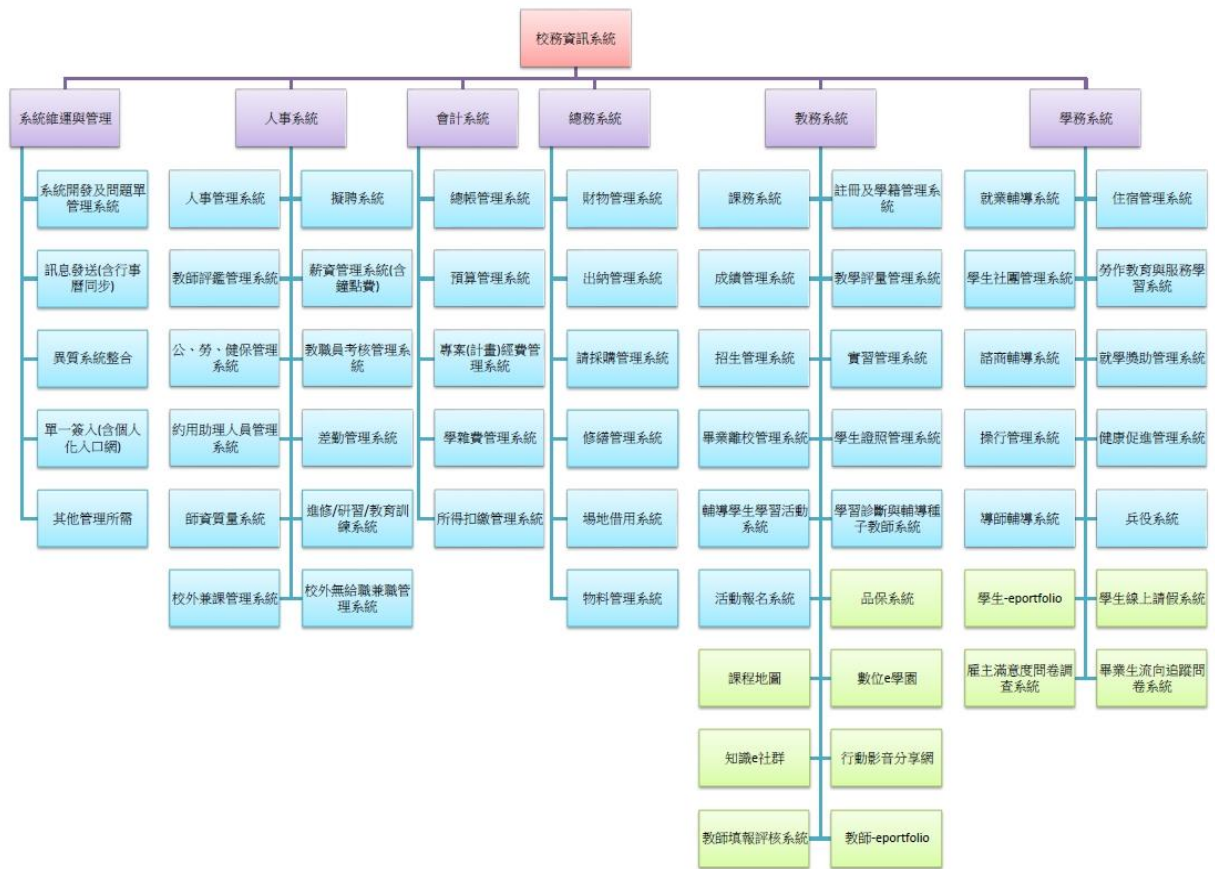 校務資訊系統
系統維運與管理
人事系統
會計系統
總務系統
教務系統
學務系統
系統開發及問題單
管理系統
訊息發送(含行事
曆同步)
異質系統整合
單一簽入(含個人
化入口網)
其他管理所需
人事管理系統
擬聘系統
教師評鑑管理系統
薪資管理系統(含
鐘點費)
公、勞、健保管理
系統
教職員考核管理系
統
約用助理人員管理
系統
差勤管理系統
師資質量系統
進修/研習/教育訓
練系統
校外兼課管理系統
校外無給職兼職管
理系統
總帳管理系統
預算管理系統
專案(計畫)經費管
理系統
學雜費管理系統
所得扣繳管理系統
財物管理系統
出納管理系統
請採購管理系統
修繕管理系統
場地借用系統
物料管理系統
課務系統
註冊及學籍管理系
統
成績管理系統
教學評量管理系統
招生管理系統
實習管理系統
畢業離校管理系統
學生證照管理系統
輔導學生學習活動
系統
學習診斷與輔導種
子教師系統
活動報名系統
品保系統
課程地圖
數位e學園
知識e社群
行動影音分享網
教師填報評核系統
教師-eportfolio
就業輔導系統
住宿管理系統
學生社團管理系統
勞作教育與服務學
習系統
諮商輔導系統
就學獎助管理系統
操行管理系統
健康促進管理系統
導師輔導系統
兵役系統
學生-eportfolio
學生線上請假系統
雇主滿意度問卷調
查系統
畢業生流向追蹤問
卷系統